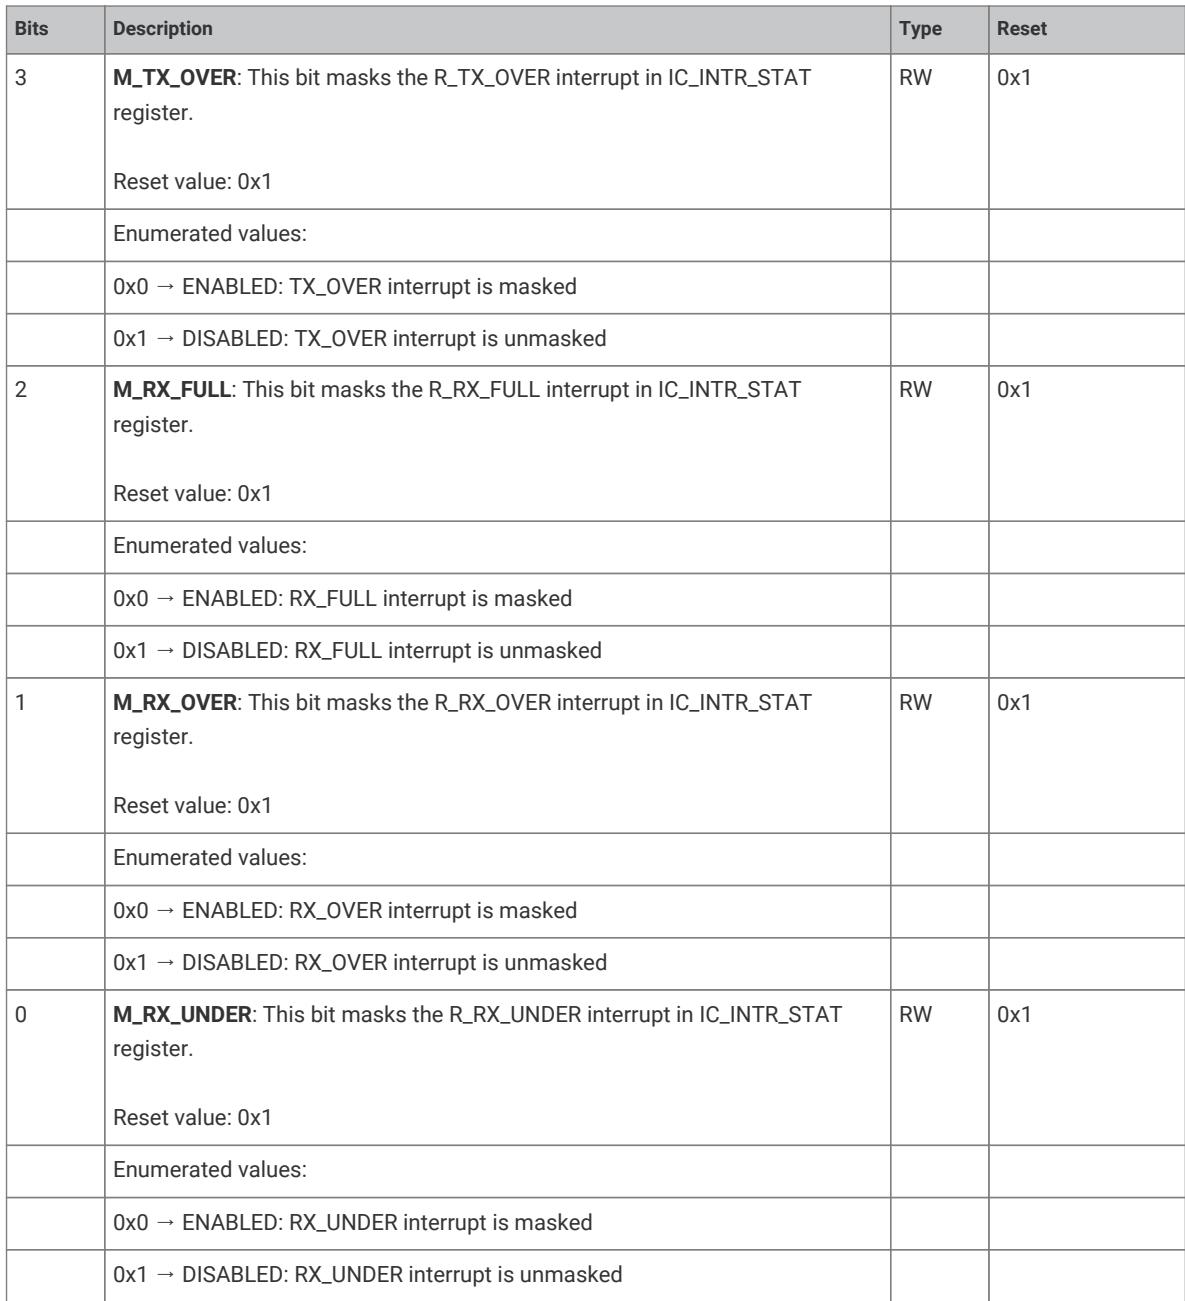 Bits Description Type Reset
3 M_TX_OVER: This bit masks the R_TX_OVER interrupt in IC_INTR_STAT RW 0x1
register.
Reset value: 0x1
Enumerated values:
0x0 → ENABLED: TX_OVER interrupt is masked
0x1 → DISABLED: TX_OVER interrupt is unmasked
2 M_RX_FULL: This bit masks the R_RX_FULL interrupt in IC_INTR_STAT RW 0x1
register.
Reset value: 0x1
Enumerated values:
0x0 → ENABLED: RX_FULL interrupt is masked
0x1 → DISABLED: RX_FULL interrupt is unmasked
1 M_RX_OVER: This bit masks the R_RX_OVER interrupt in IC_INTR_STAT RW 0x1
register.
Reset value: 0x1
Enumerated values:
0x0 → ENABLED: RX_OVER interrupt is masked
0x1 → DISABLED: RX_OVER interrupt is unmasked
0 M_RX_UNDER: This bit masks the R_RX_UNDER interrupt in IC_INTR_STAT RW 0x1
register.
Reset value: 0x1
Enumerated values:
0x0 → ENABLED: RX_UNDER interrupt is masked
0x1 → DISABLED: RX_UNDER interrupt is unmasked